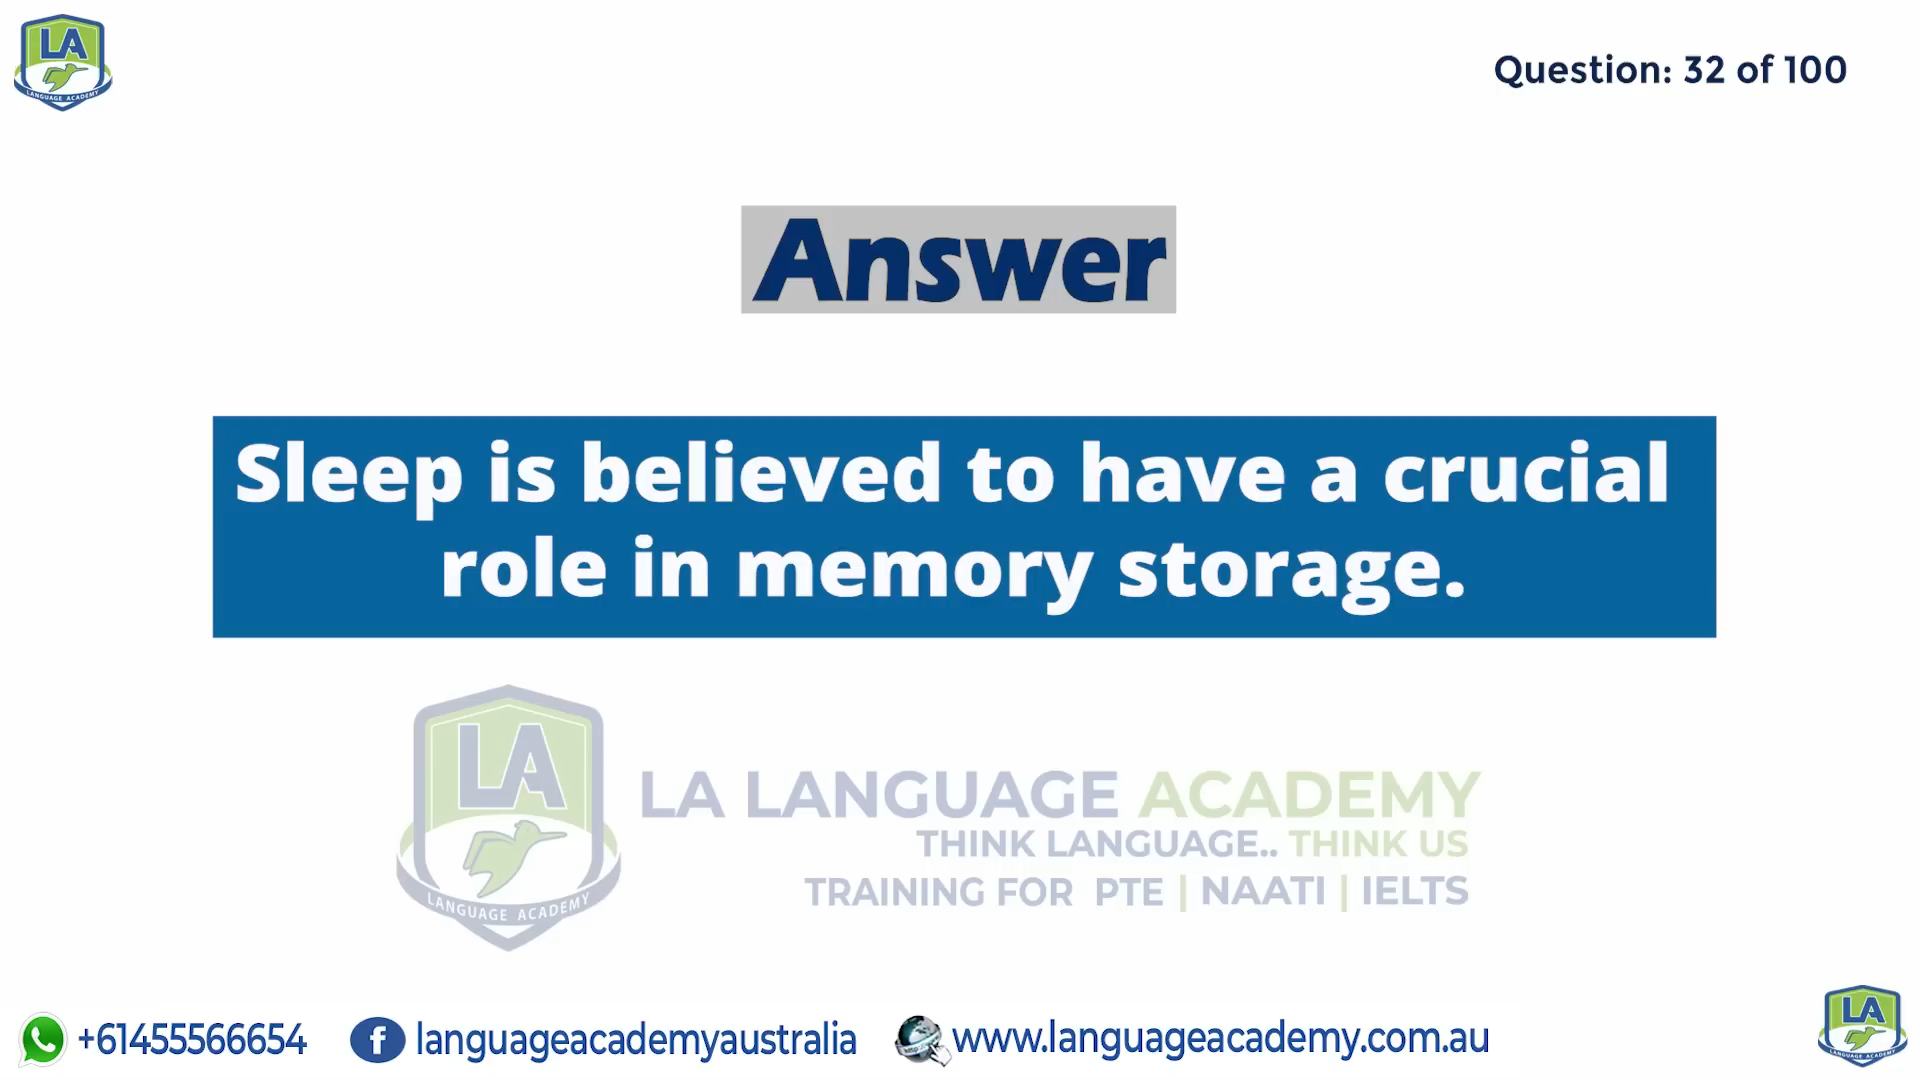 LA
LANGUAGE ACADEMY
Question: 32 of 100
Answer
Sleep is believed to have a crucial
role in memory storage.
LA
LANGUAGE ACADEMY
LA LANGUAGE ACADEMY
THINK LANGUAGE.. THINK US
TRAINING FOR PTE | NAATI | IELTS
+61455566654
languageacademyaustralia
www.languageacademy.com.au
LA
LANGUAGE ACADEMY